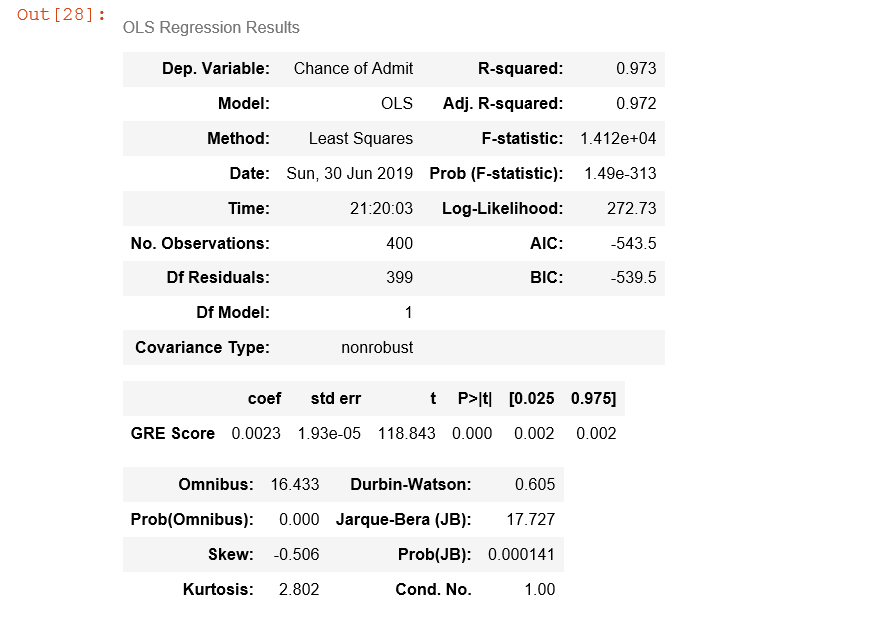 Out[28]:
OLS Regression Results
Dep. Variable: Chance of Admit R-squared: 0.973
Model: OLS Adj. R-squared: 0.972
Method: Least Squares F-statistic: 1.412e+04
Date: Sun, 30 Jun 2019 Prob (F-statistic): 1.49e-313
Time: 21:20:03 Log-Likelihood: 272.73
No. Observations: 400 AIC: -543.5
Df Residuals: 399 BIC: -539.5
Df Model: 1
Covariance Type: nonrobust
coef std err t P>|t| [0.025 0.975]
GRE Score 0.0023 1.93e-05 118.843 0.000 0.002 0.002
Omnibus: 16.433 Durbin-Watson: 0.605
Prob(Omnibus): 0.000 Jarque-Bera (JB): 17.727
Skew: -0.506 Prob(JB): 0.000141
Kurtosis: 2.802 Cond. No. 1.00